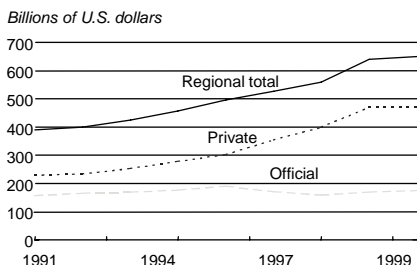 Billions of U.S. dollars
700
600
Regional total
500
400
Private
300
Official
200
100
0
1991 1994 1997 1999